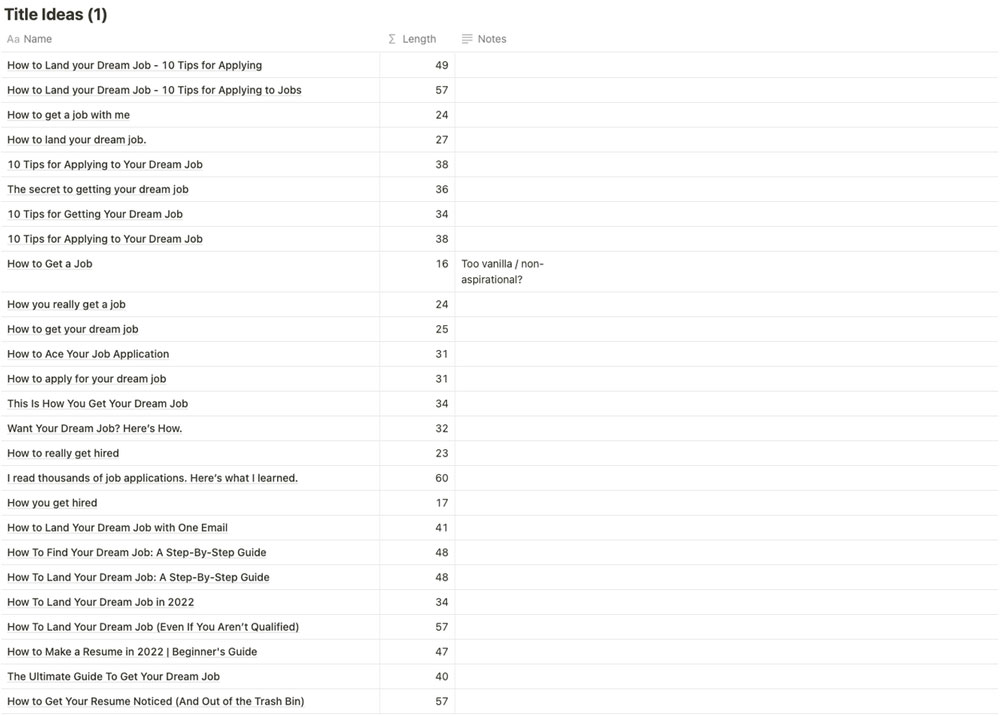 Title Ideas (1)
Aa Name Σ Length Notes
How to Land your Dream Job - 10 Tips for Applying 49
How to Land your Dream Job - 10 Tips for Applying to Jobs 57
How to get a job with me 24
How to land your dream job. 27
10 Tips for Applying to Your Dream Job 38
The secret to getting your dream job 36
10 Tips for Getting Your Dream Job 34
10 Tips for Applying to Your Dream Job 38
How to Get a Job 16 Too vanilla / non-
aspirational?
How you really get a job 24
How to get your dream job 25
How to Ace Your Job Application 31
How to apply for your dream job 31
This Is How You Get Your Dream Job 34
Want Your Dream Job? Here's How. 32
How to really get hired 23
I read thousands of job applications. Here's what I learned. 60
How you get hired 17
How to Land Your Dream Job with One Email 41
How To Find Your Dream Job: A Step-By-Step Guide 48
How To Land Your Dream Job: A Step-By-Step Guide 48
How To Land Your Dream Job in 2022 34
How To Land Your Dream Job (Even If You Aren't Qualified) 57
How to Make a Resume in 2022 | Beginner's Guide 47
The Ultimate Guide To Get Your Dream Job 40
How to Get Your Resume Noticed (And Out of the Trash Bin) 57